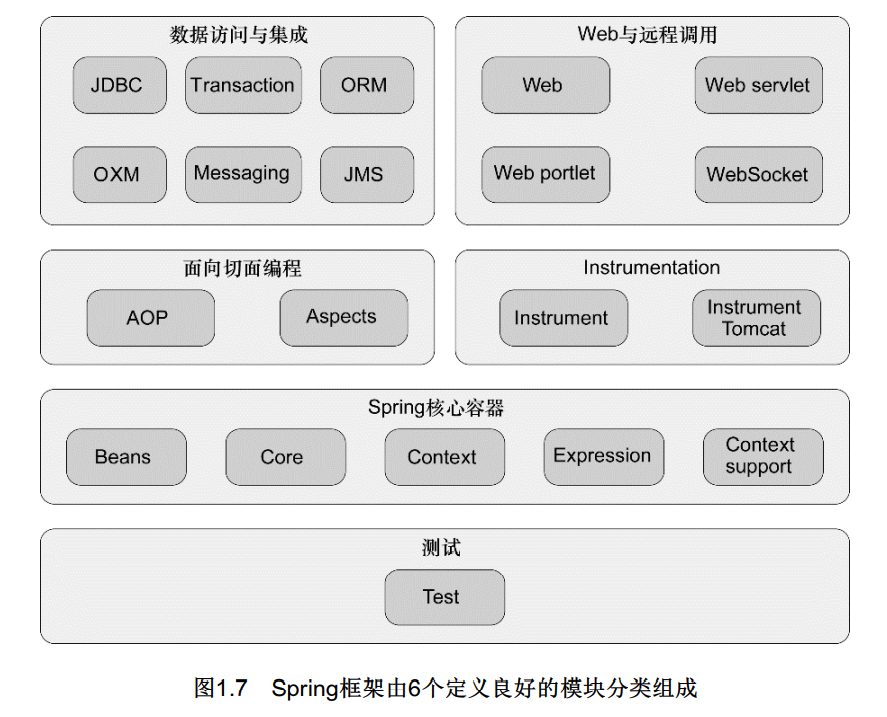 数据访问与集成
JDBC
Transaction
ORM
OXM
Messaging
JMS
Web与远程调用
Web
Web servlet
Web portlet
WebSocket
面向切面编程
AOP
Aspects
Instrumentation
Instrument
Instrument
Tomcat
Spring核心容器
Beans
Core
Context
Expression
Context
support
测试
Test
图1.7 Spring框架由6个定义良好的模块分类组成